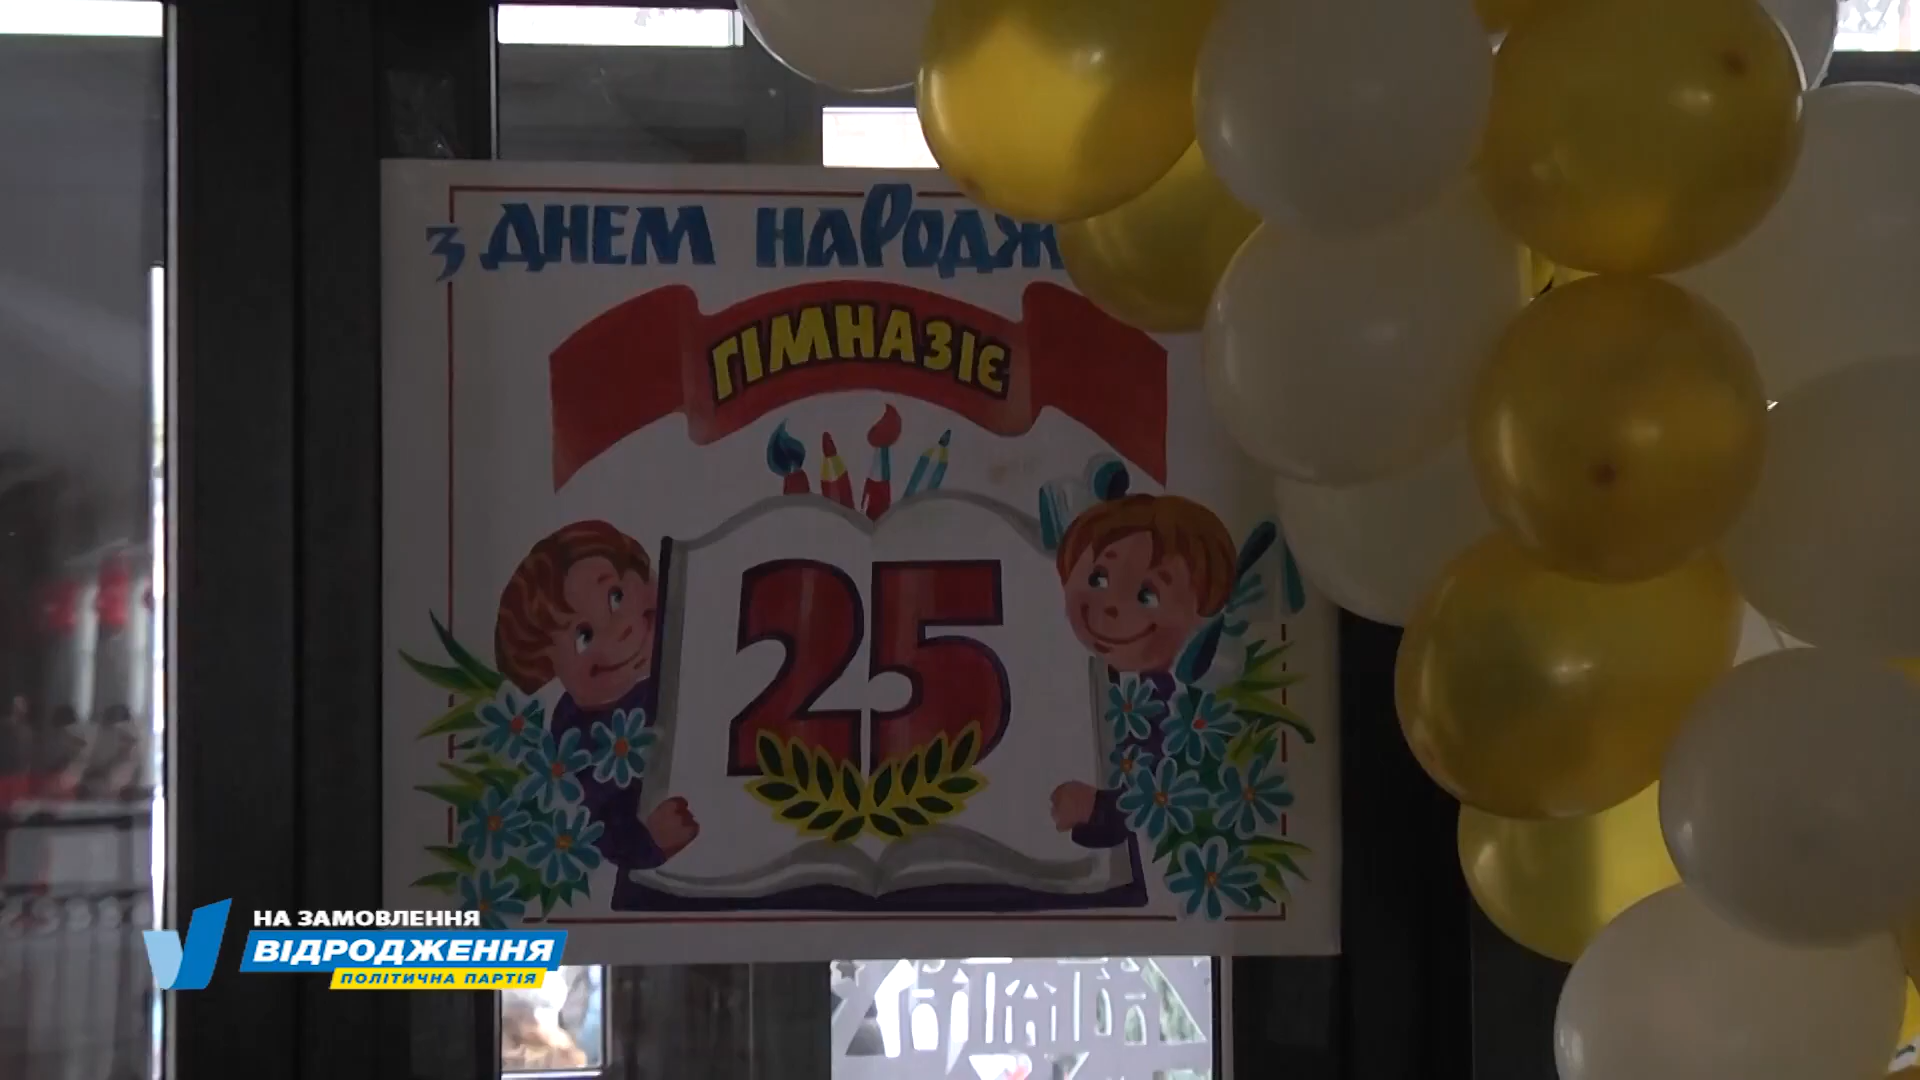 З ДНЕМ НАРОДЖ
ГІМНАЗІЄ
25
НА ЗАМОВЛЕННЯ
ВІДРОДЖЕННЯ
ПОЛІТИЧНА ПАРТІЯ